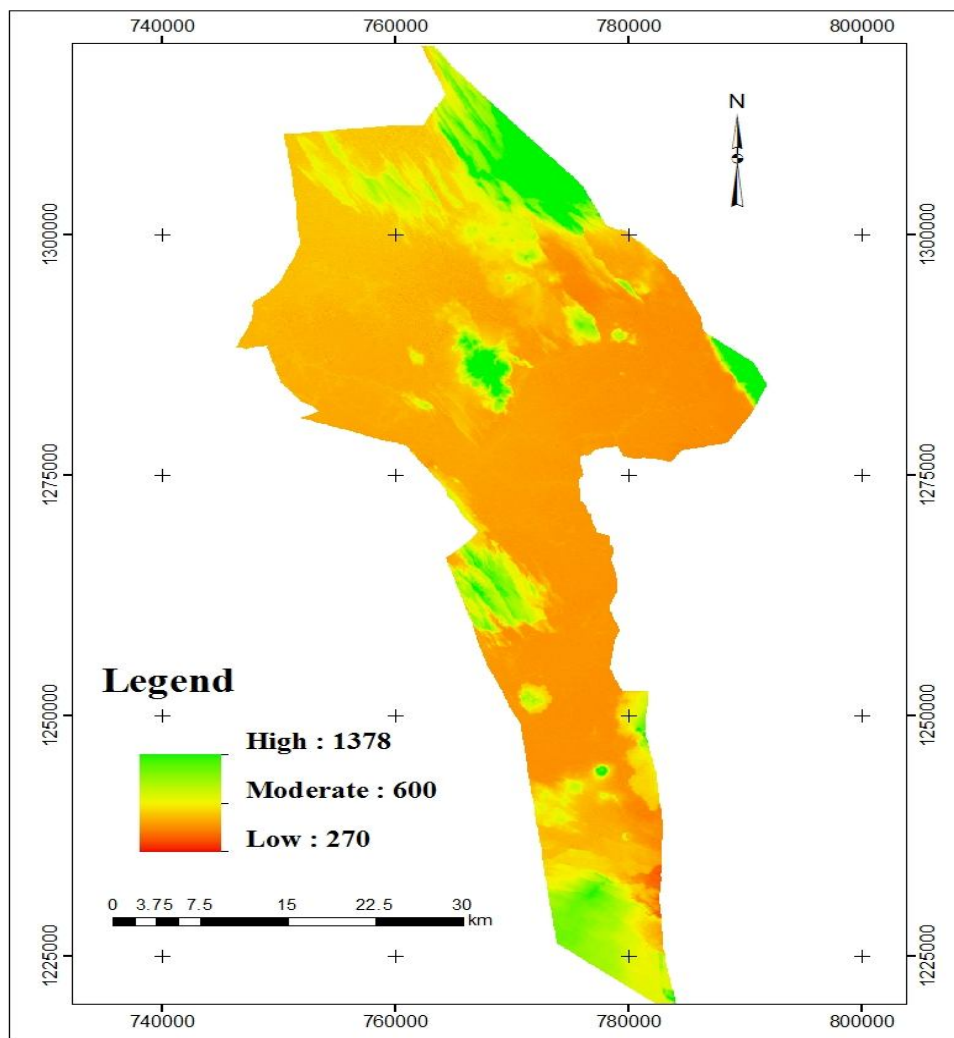 740000 760000 780000 800000
N
1300000 1300000
1275000 1275000
1250000 1250000
1225000 1225000
Legend
High : 1378
Moderate : 600
Low : 270
0 3.75 7.5 15 22.5 30
km
740000 760000 780000 800000